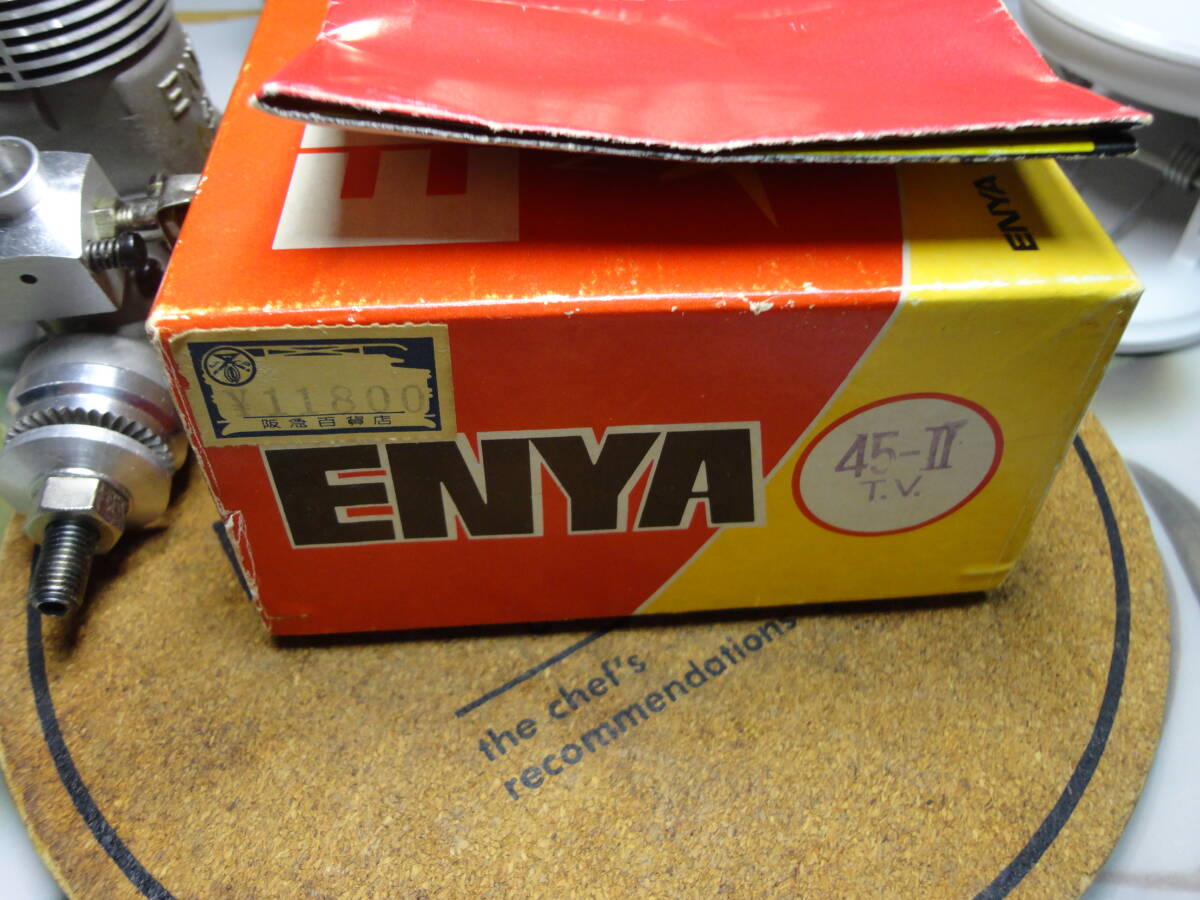 ENYA
¥11800
阪急百貨店
ENYA
45-II
T.V.
the chef's
recommendations